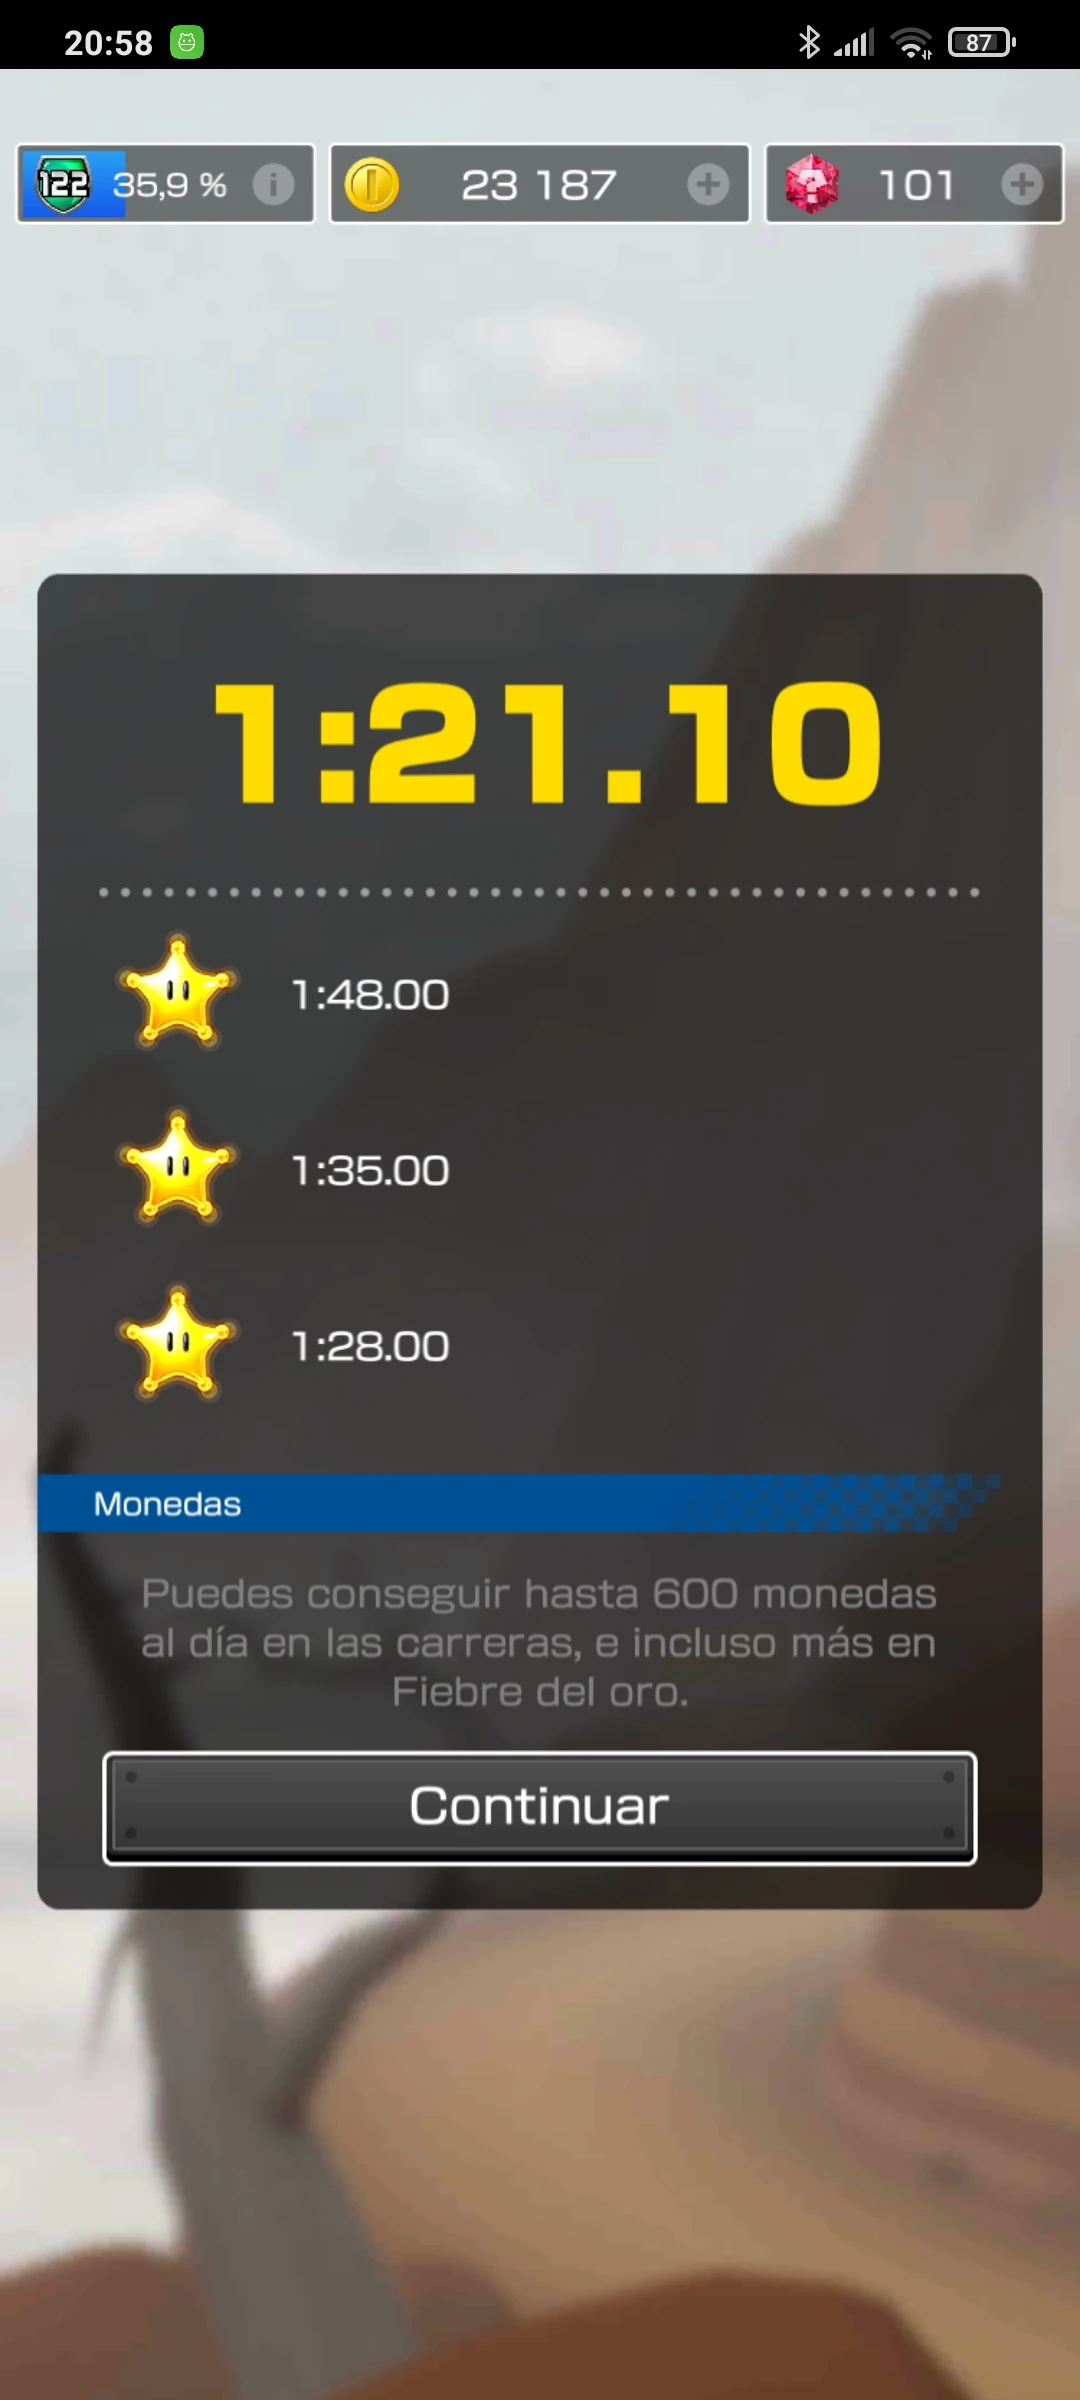 20:58 87
122 35,9 % i 23 187 + 101 +
1:21.10
1:48.00
1:35.00
1:28.00
Monedas
Puedes conseguir hasta 600 monedas
al día en las carreras, e incluso más en
Fiebre del oro.
Continuar